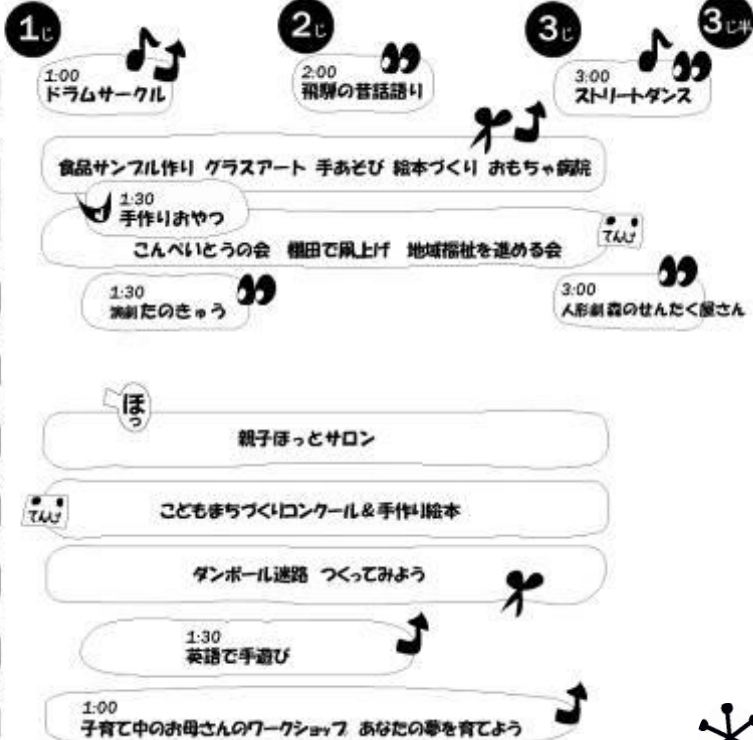 1じ
2じ
3じ
3じ半
1:00
ドラムサークル
2:00
飛騨の昔話語り
3:00
ストリートダンス
食品サンプル作り グラスアート 手あそび 絵本づくり おもちゃ病院
1:30
手作りおやつ
こんぺいとうの会 棚田で凧上げ 地域福祉を進める会
てんじ
1:30
演劇 たのきゅう
3:00
人形劇 森のせんたく屋さん
ほっ
親子ほっとサロン
てんじ
こどもまちづくりコンクール&手作り絵本
ダンボール迷路 つくってみよう
1:30
英語で手遊び
1:00
子育て中のお母さんのワークショップ あなたの夢を育てよう